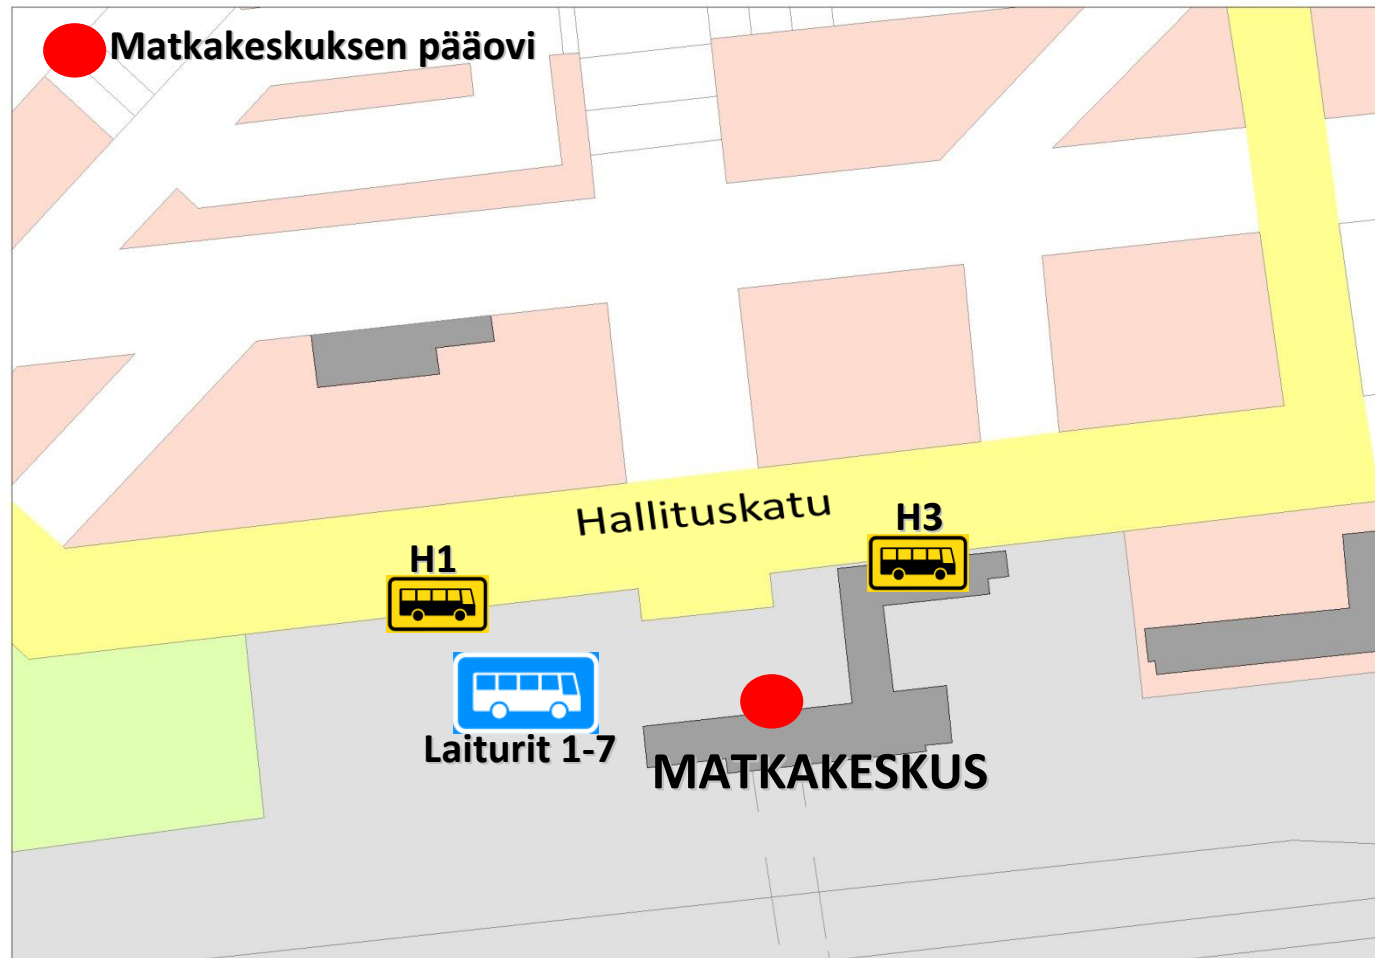 Matkakeskuksen pääovi
Hallituskatu
H3
H1
Laiturit 1-7
MATKAKESKUS